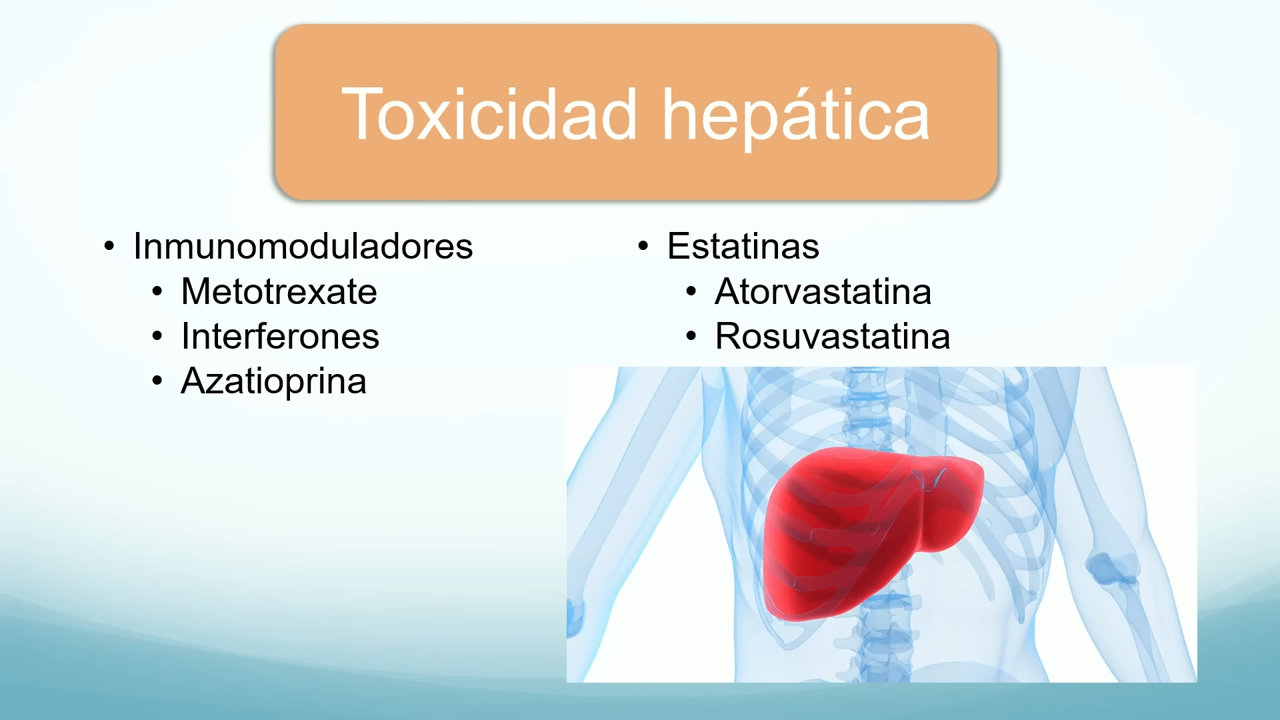 Toxicidad hepática
• Inmunomoduladores
• Metotrexate
• Interferones
• Azatioprina
• Estatinas
• Atorvastatina
• Rosuvastatina